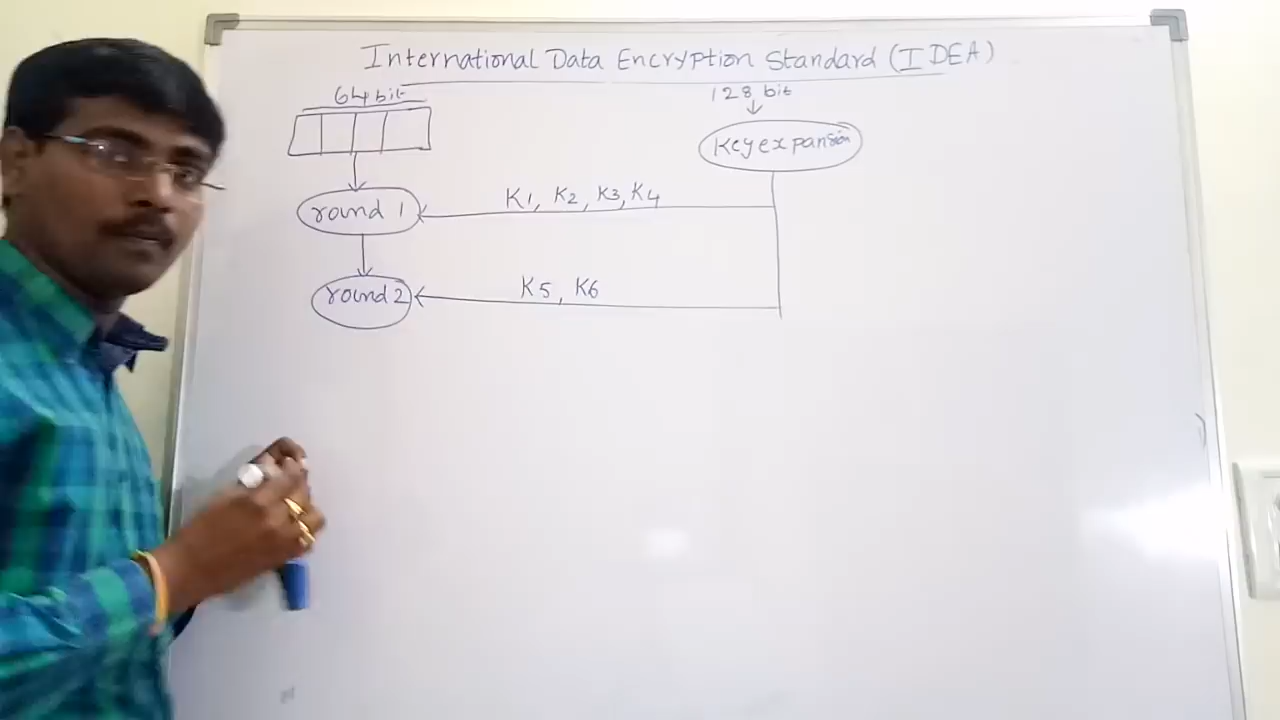 International Data Encryption Standard (IDEA)
64 bit
128 bit
Key expansion
round 1
K1, K2, K3, K4
round 2
K5, K6